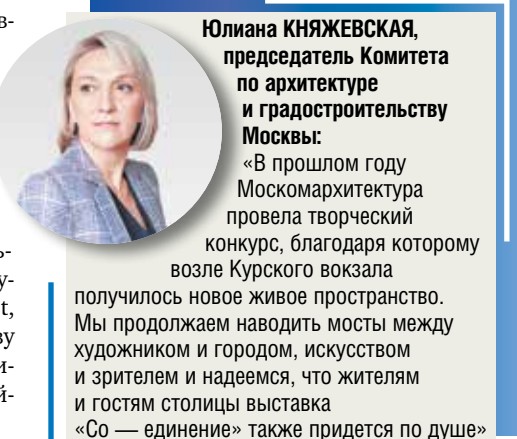 в-
Юлиана КНЯЖЕВСКАЯ,
председатель Комитета
по архитектуре
и градостроительству
Москвы:
«В прошлом году
Москомархитектура
провела творческий
конкурс, благодаря которому
возле Курского вокзала
получилось новое живое пространство.
Мы продолжаем наводить мосты между
художником и городом, искусством
и зрителем и надеемся, что жителям
и гостям столицы выставка
«Со — единение» также придется по душе»
ь-
у-
t,
ву
и-
й-